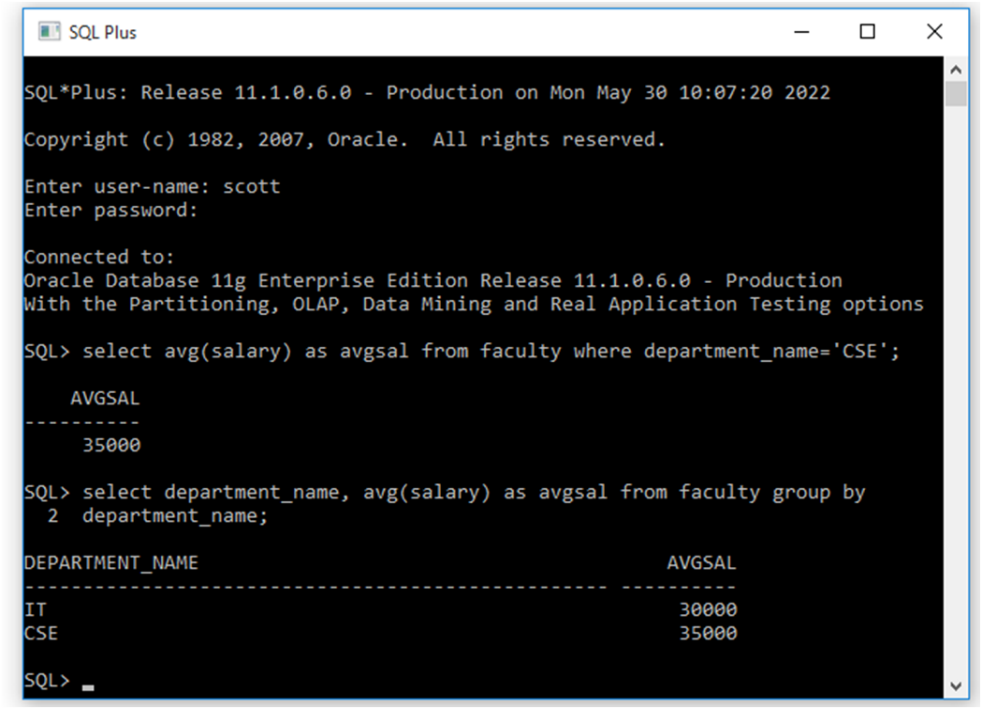 SQL Plus
SQL*Plus: Release 11.1.0.6.0 - Production on Mon May 30 10:07:20 2022
Copyright (c) 1982, 2007, Oracle.  All rights reserved.
Enter user-name: scott
Enter password:
Connected to:
Oracle Database 11g Enterprise Edition Release 11.1.0.6.0 - Production
With the Partitioning, OLAP, Data Mining and Real Application Testing options
SQL> select avg(salary) as avgsal from faculty where department_name='CSE';
    AVGSAL
----------
     35000
SQL> select department_name, avg(salary) as avgsal from faculty group by
  2  department_name;
DEPARTMENT_NAME                                        AVGSAL
-------------------------------------------------- ----------
IT                                                      30000
CSE                                                     35000
SQL>